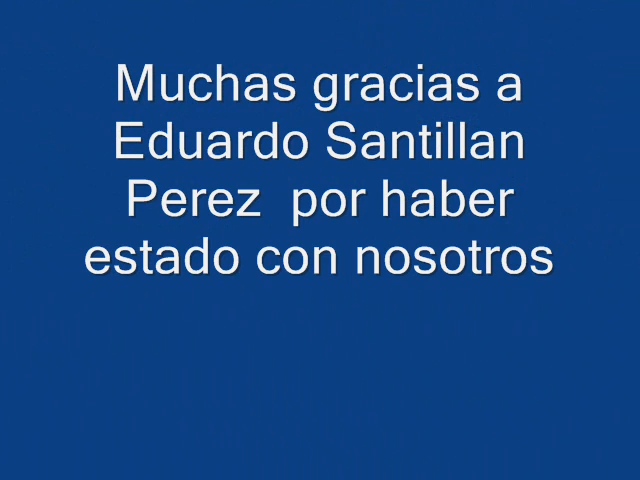 Muchas gracias a
Eduardo Santillan
Perez  por haber
estado con nosotros